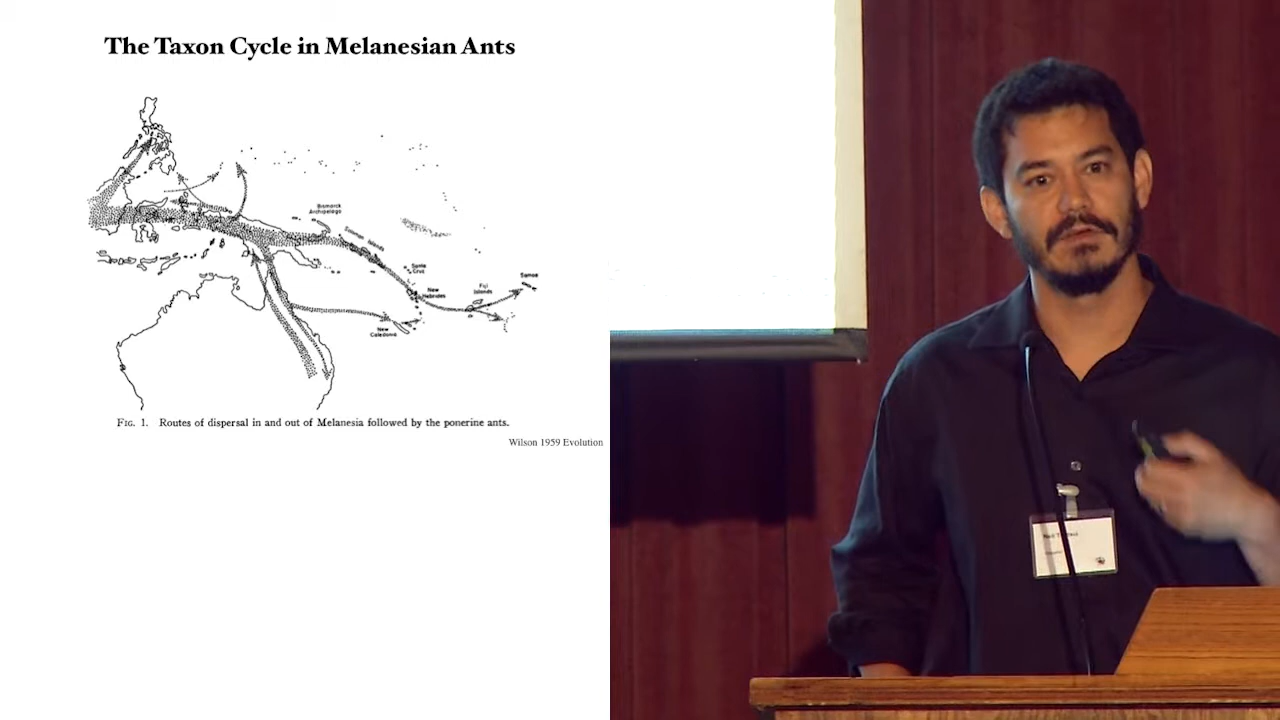 The Taxon Cycle in Melanesian Ants
Bismarck
Archipelago
Solomon Islands
Santa
Cruz
New
Hebrides
Fiji
Islands
Samoa
New
Caledonia
FIG. 1. Routes of dispersal in and out of Melanesia followed by the ponerine ants.
Wilson 1959 Evolution